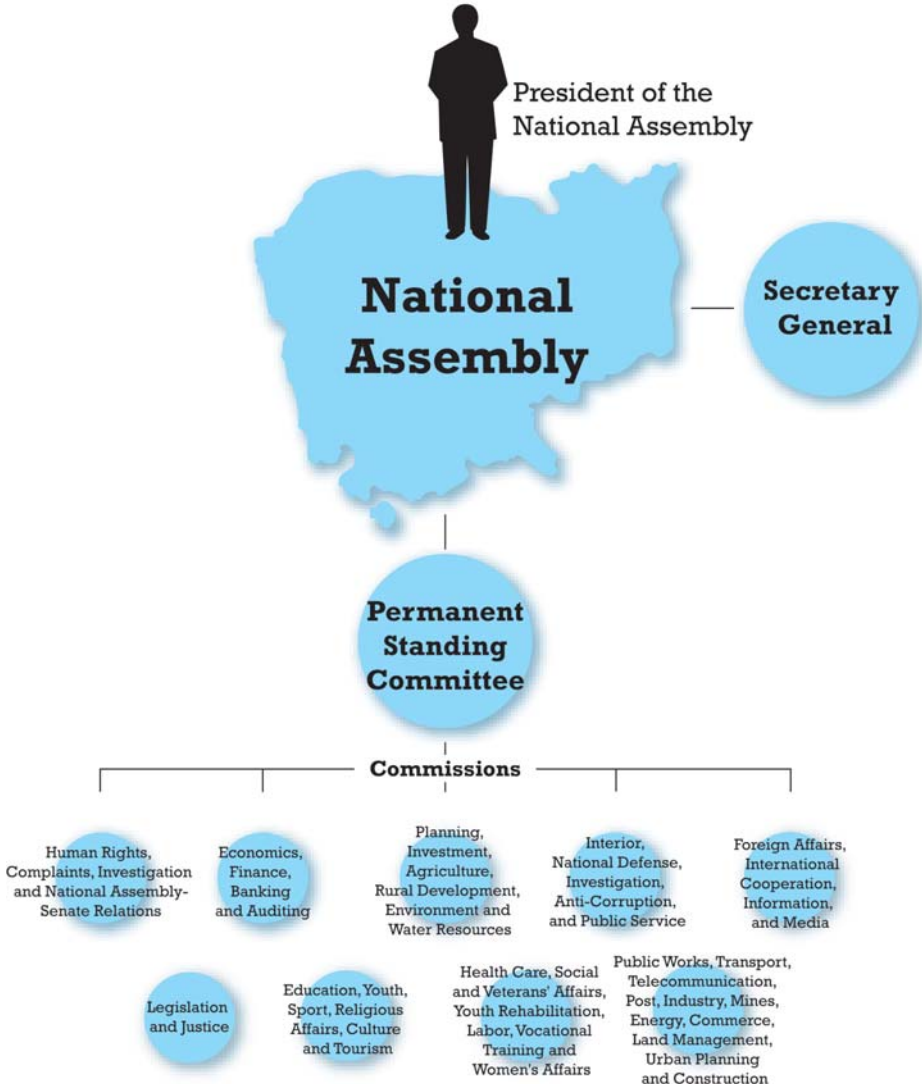 President of the
National Assembly
National
Assembly
Secretary
General
Permanent
Standing
Committee
Commissions
Human Rights,
Complaints, Investigation
and National Assembly-
Senate Relations
Economics,
Finance,
Banking
and Auditing
Planning,
Investment,
Agriculture,
Rural Development,
Environment and
Water Resources
Interior,
National Defense,
Investigation,
Anti-Corruption,
and Public Service
Foreign Affairs,
International
Cooperation,
Information,
and Media
Legislation
and Justice
Education, Youth,
Sport, Religious
Affairs, Culture
and Tourism
Health Care, Social
and Veterans' Affairs,
Youth Rehabilitation,
Labor, Vocational
Training and
Women's Affairs
Public Works, Transport,
Telecommunication,
Post, Industry, Mines,
Energy, Commerce,
Land Management,
Urban Planning
and Construction